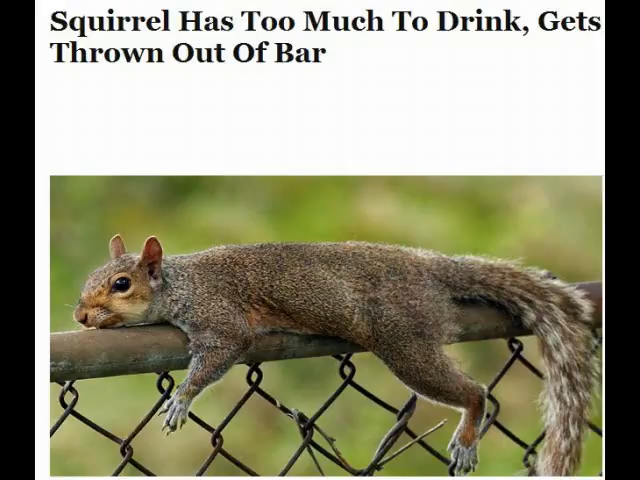 Squirrel Has Too Much To Drink, Gets
Thrown Out Of Bar